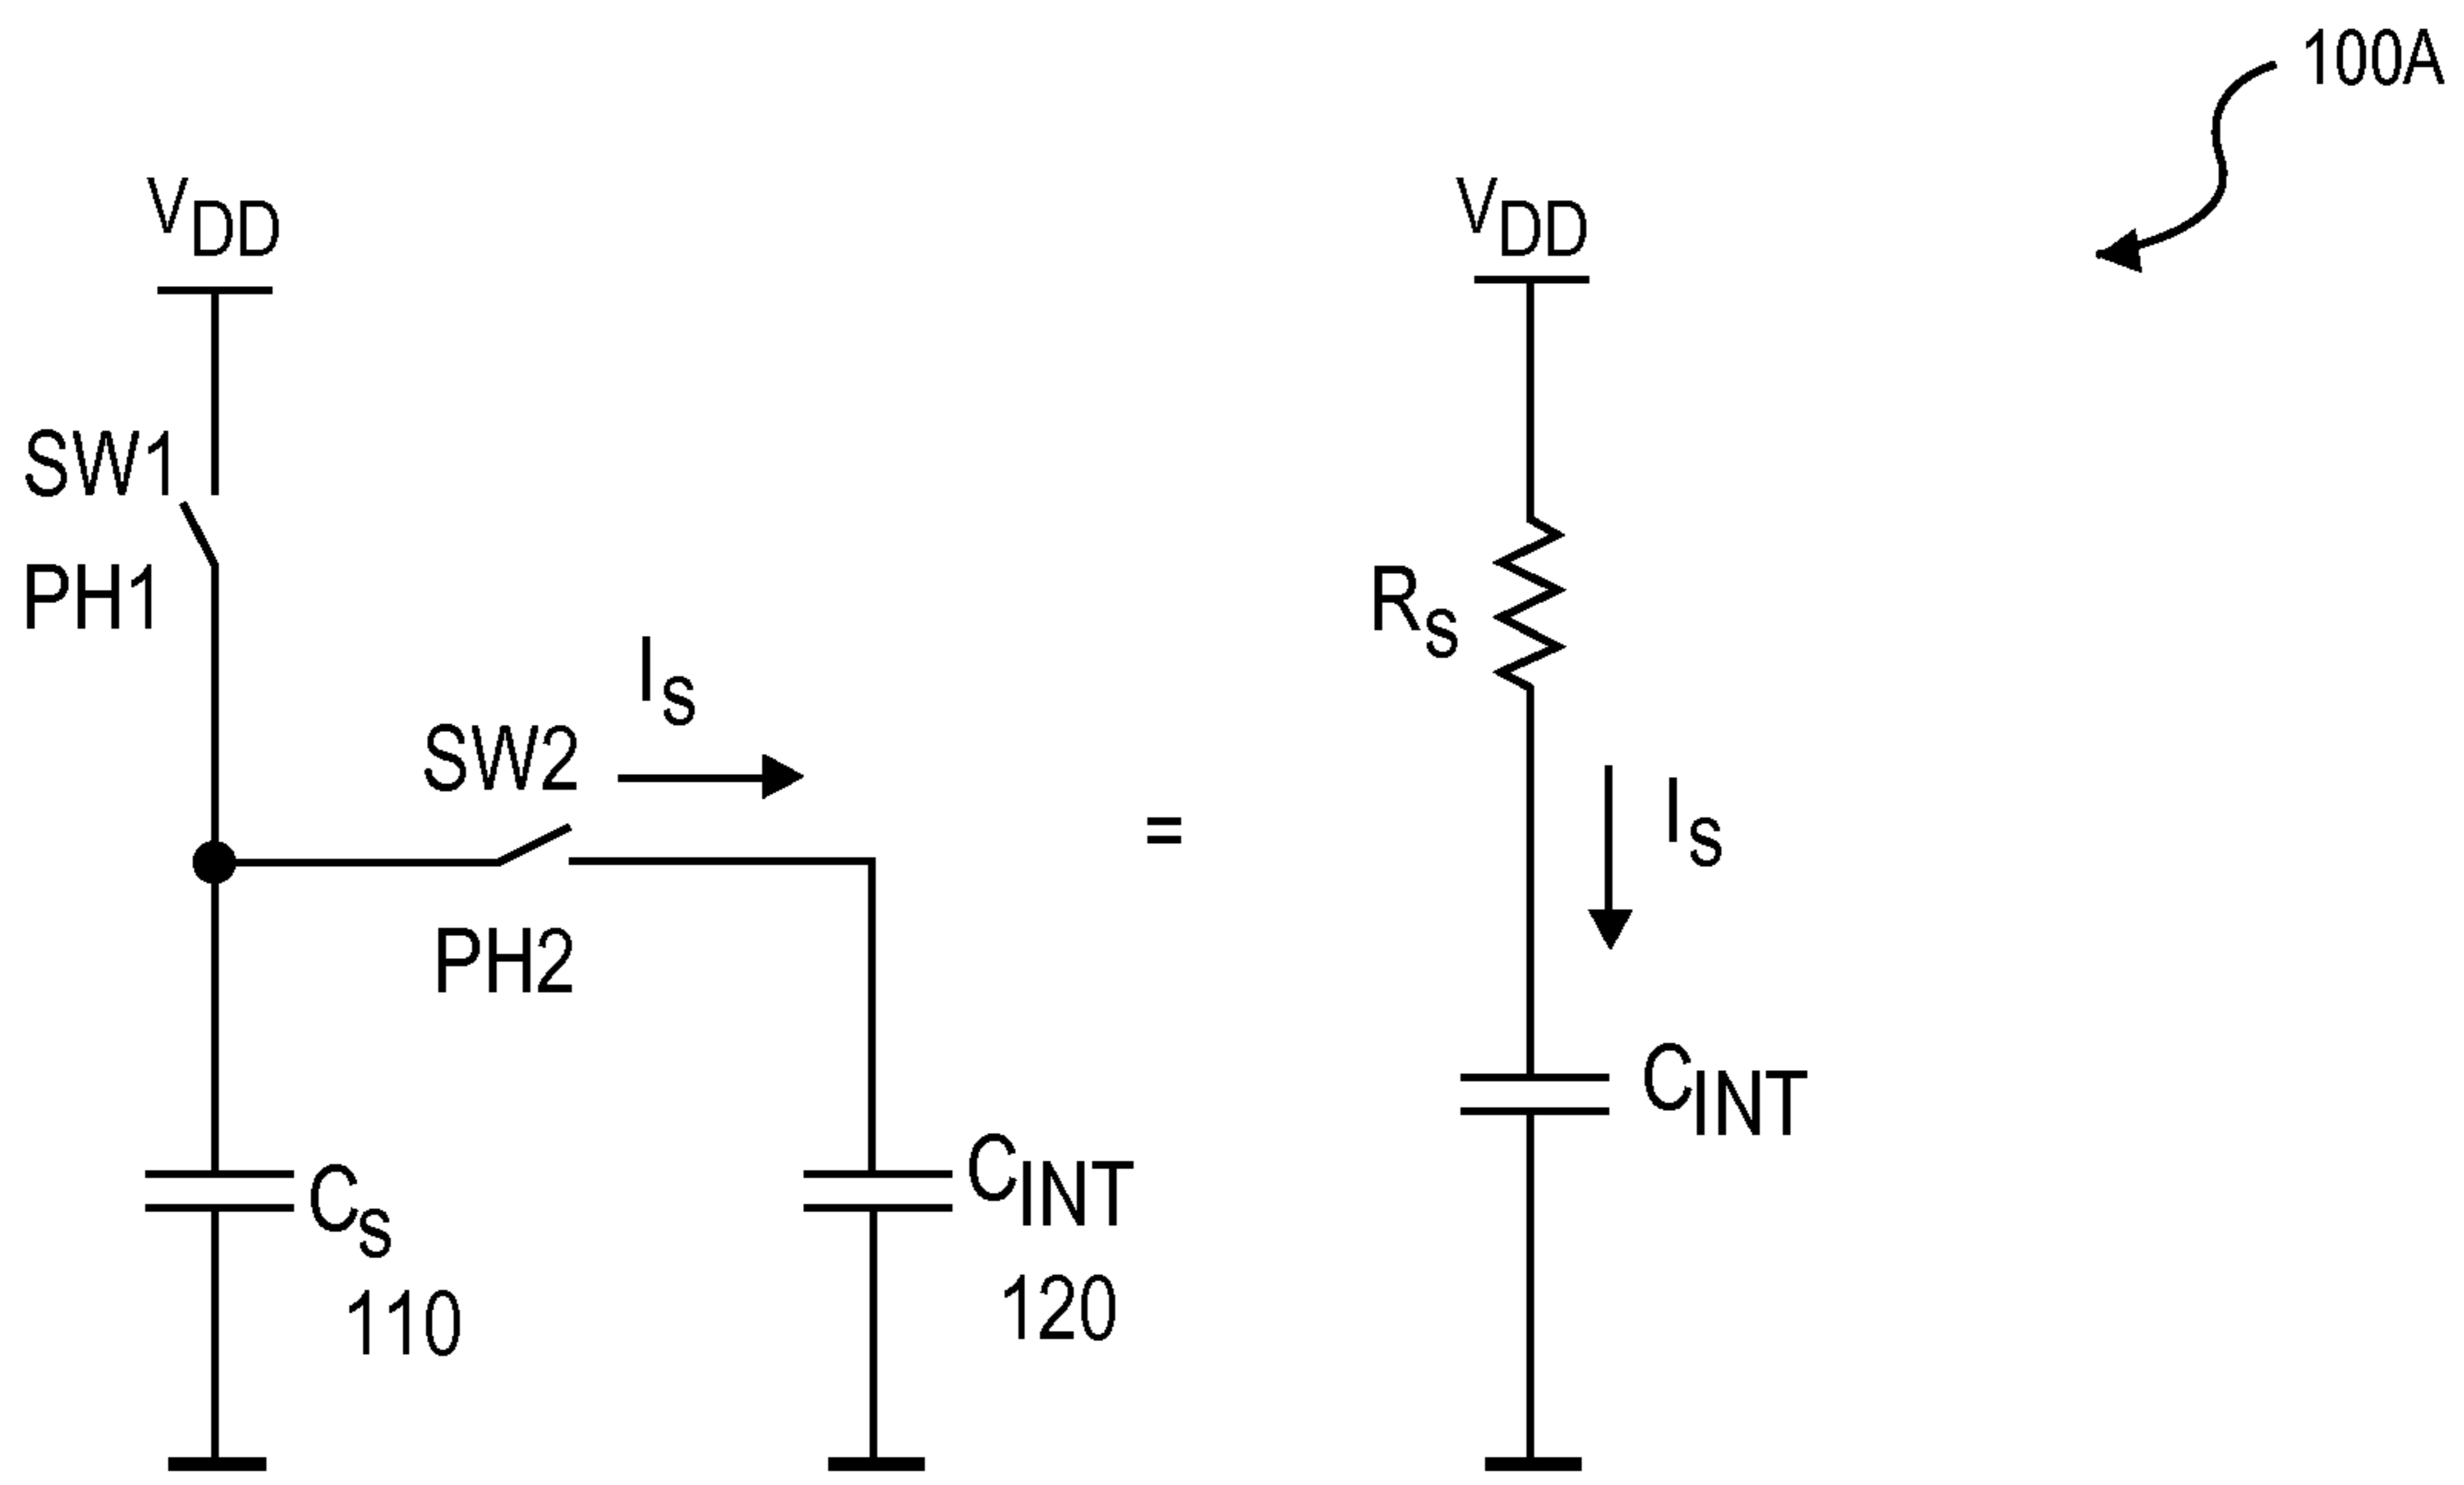 100A
VDD
VDD
SW1
PH1
RS
IS
SW2
IS
=
PH2
CINT
CS
CINT
110
120